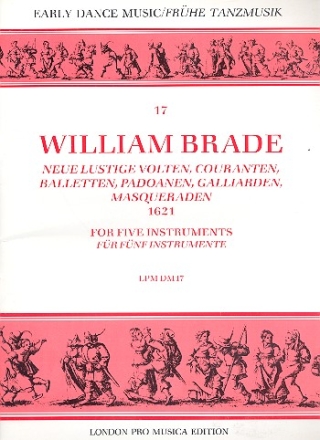 EARLY DANCE MUSIC/FRÜHE TANZMUSIK
17
WILLIAM BRADE
NEUE LUSTIGE VOLTEN, COURANTEN,
BALLETTEN, PADOANEN, GALLIARDEN,
MASQUERADEN
1621
FOR FIVE INSTRUMENTS
FÜR FÜNF INSTRUMENTE
LPM DM17
LONDON PRO MUSICA EDITION